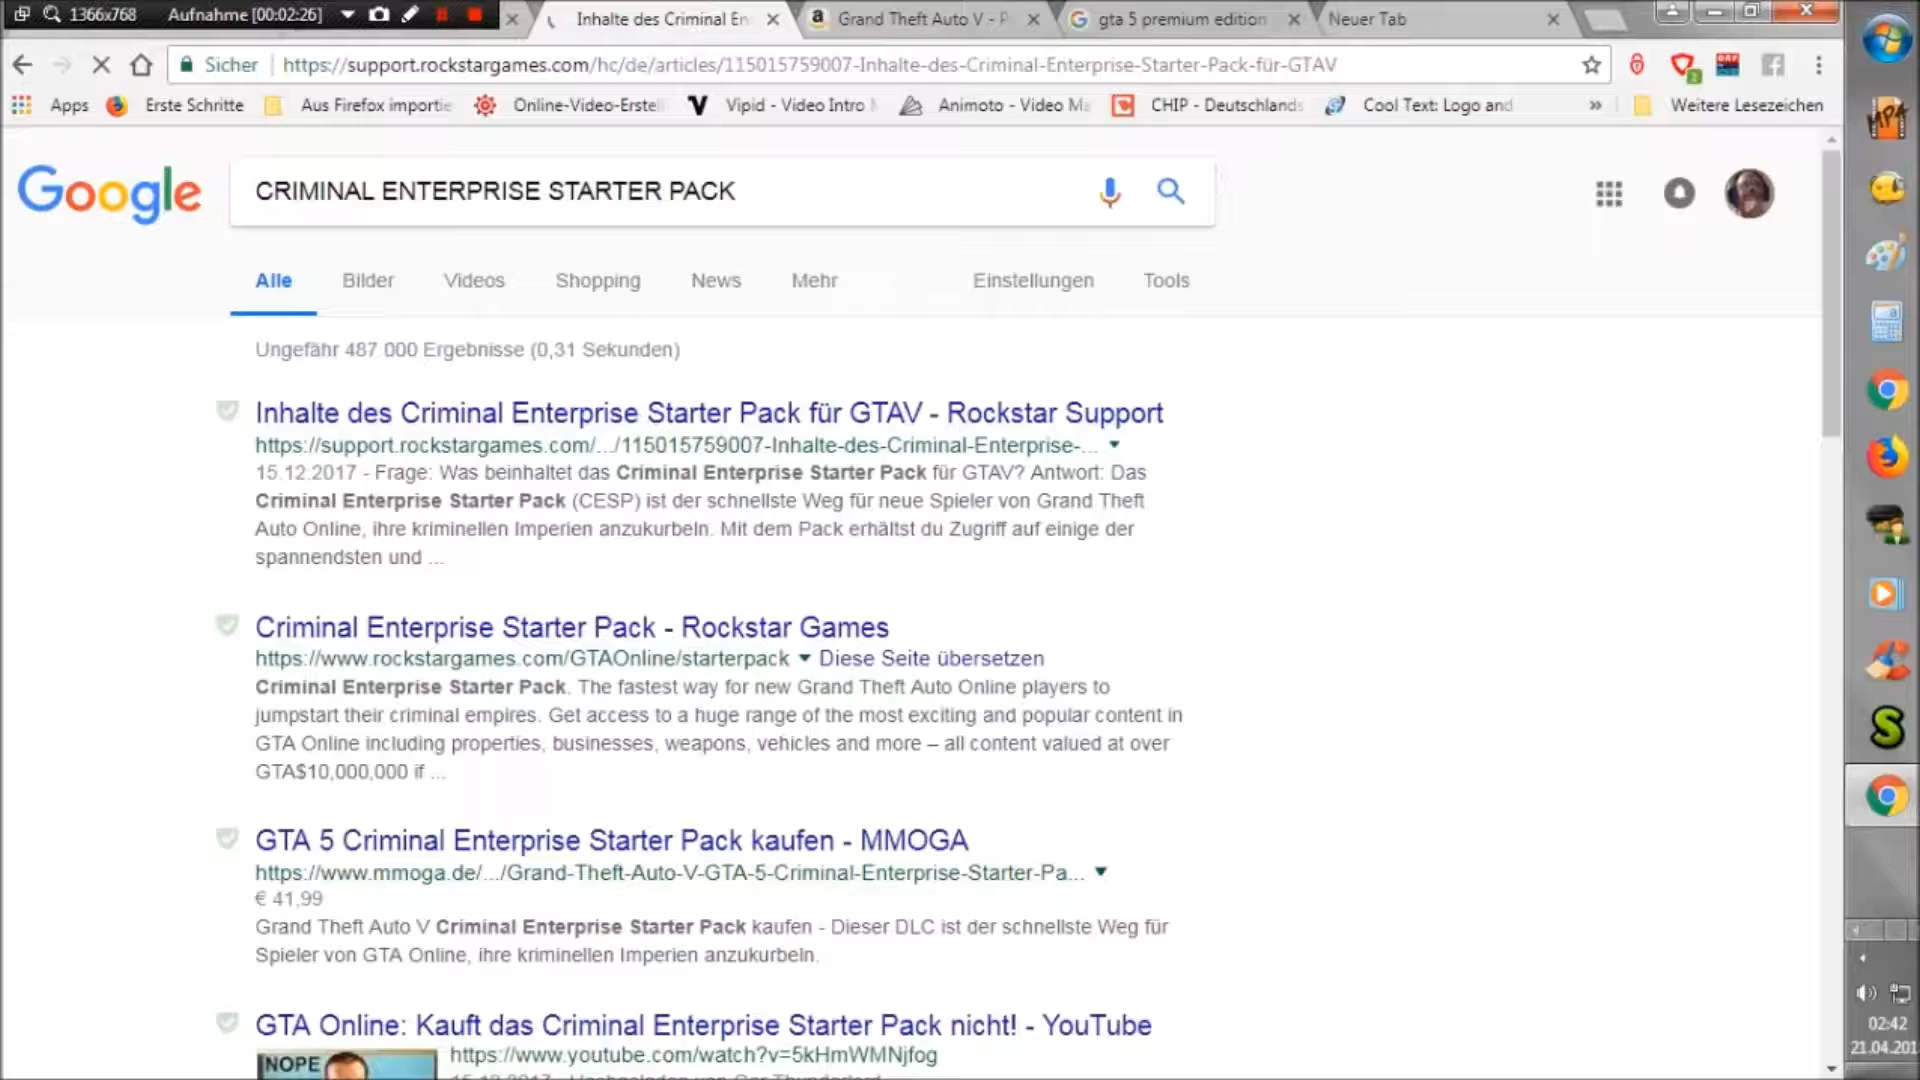 1366x768 Aufnahme [00:02:26]
Inhalte des Criminal En
Grand Theft Auto V - P
gta 5 premium edition
Neuer Tab
Sicher https://support.rockstargames.com/hc/de/articles/115015759007-Inhalte-des-Criminal-Enterprise-Starter-Pack-für-GTAV
2
Apps Erste Schritte Aus Firefox importie Online-Video-Erstel Vipid - Video Intro Animoto - Video Ma CHIP - Deutschlands Cool Text: Logo and » Weitere Lesezeichen
Google
CRIMINAL ENTERPRISE STARTER PACK
Alle Bilder Videos Shopping News Mehr Einstellungen Tools
Ungefähr 487 000 Ergebnisse (0,31 Sekunden)
Inhalte des Criminal Enterprise Starter Pack für GTAV - Rockstar Support
https://support.rockstargames.com/.../115015759007-Inhalte-des-Criminal-Enterprise-...
15.12.2017 - Frage: Was beinhaltet das Criminal Enterprise Starter Pack für GTAV? Antwort: Das
Criminal Enterprise Starter Pack (CESP) ist der schnellste Weg für neue Spieler von Grand Theft
Auto Online, ihre kriminellen Imperien anzukurbeln. Mit dem Pack erhältst du Zugriff auf einige der
spannendsten und ...
Criminal Enterprise Starter Pack - Rockstar Games
https://www.rockstargames.com/GTAOnline/starterpack Diese Seite übersetzen
Criminal Enterprise Starter Pack. The fastest way for new Grand Theft Auto Online players to
jumpstart their criminal empires. Get access to a huge range of the most exciting and popular content in
GTA Online including properties, businesses, weapons, vehicles and more – all content valued at over
GTA$10,000,000 if ...
GTA 5 Criminal Enterprise Starter Pack kaufen - MMOGA
https://www.mmoga.de/.../Grand-Theft-Auto-V-GTA-5-Criminal-Enterprise-Starter-Pa...
€ 41,99
Grand Theft Auto V Criminal Enterprise Starter Pack kaufen - Dieser DLC ist der schnellste Weg für
Spieler von GTA Online, ihre kriminellen Imperien anzukurbeln.
GTA Online: Kauft das Criminal Enterprise Starter Pack nicht! - YouTube
NOPE
https://www.youtube.com/watch?v=5kHmWMNjfog
MPA
02:42
21.04.201